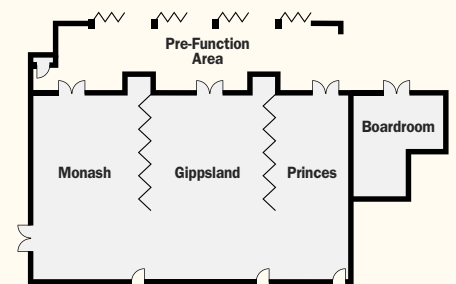 Pre-Function
Area
Boardroom
Monash
Gippsland
Princes